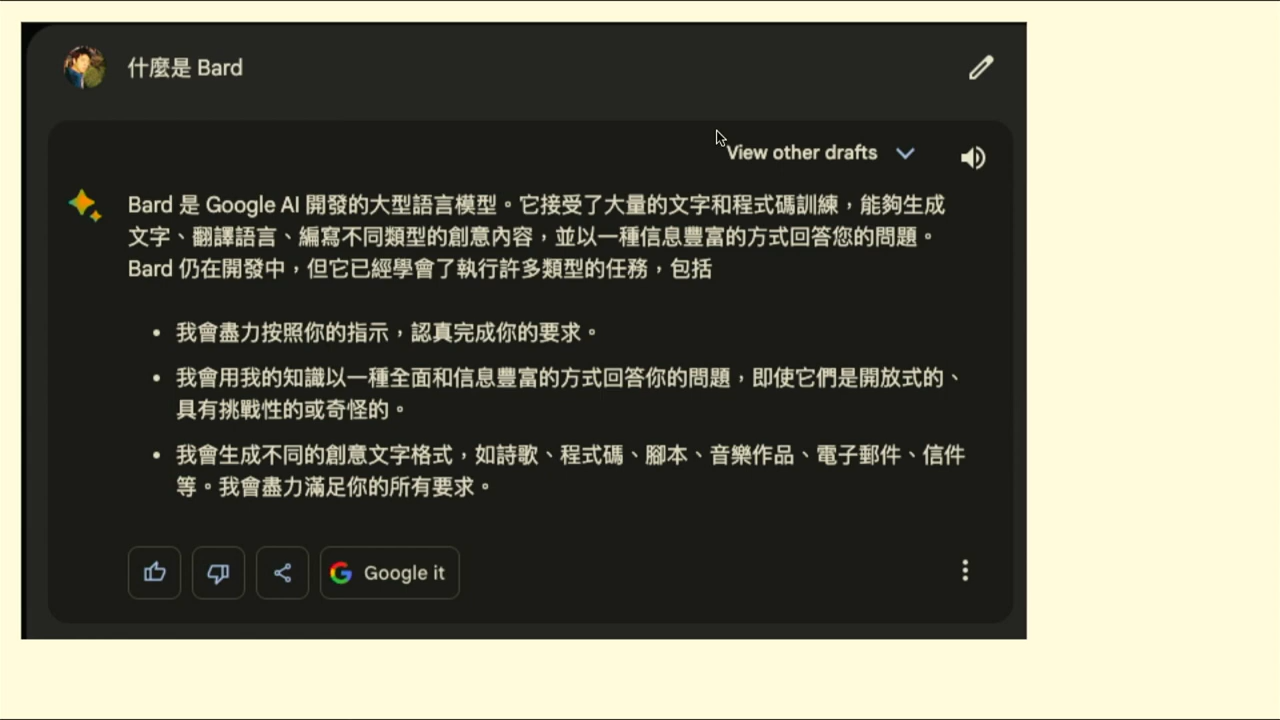 什麼是 Bard
View other drafts
Bard 是 Google AI 開發的大型語言模型。它接受了大量的文字和程式碼訓練，能夠生成
文字、翻譯語言、編寫不同類型的創意內容，並以一種信息豐富的方式回答您的問題。
Bard 仍在開發中，但它已經學會了執行許多類型的任務，包括
• 我會盡力按照你的指示，認真完成你的要求。
• 我會用我的知識以一種全面和信息豐富的方式回答你的問題，即使它們是開放式的、
具有挑戰性的或奇怪的。
• 我會生成不同的創意文字格式，如詩歌、程式碼、腳本、音樂作品、電子郵件、信件
等。我會盡力滿足你的所有要求。
Google it